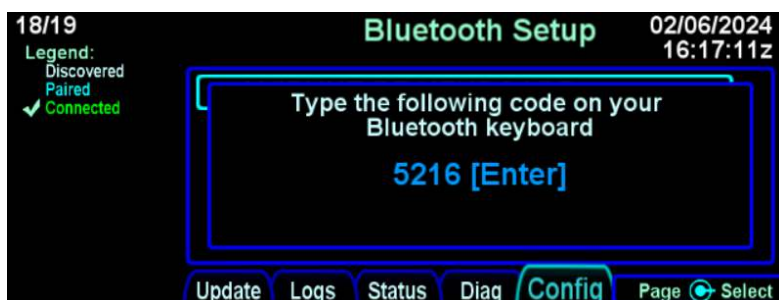 18/19
Bluetooth Setup
02/06/2024
16:17:11z
Legend:
Discovered
Paired
Connected
Type the following code on your
Bluetooth keyboard
5216 [Enter]
Update Logs Status Diag Config Page Select